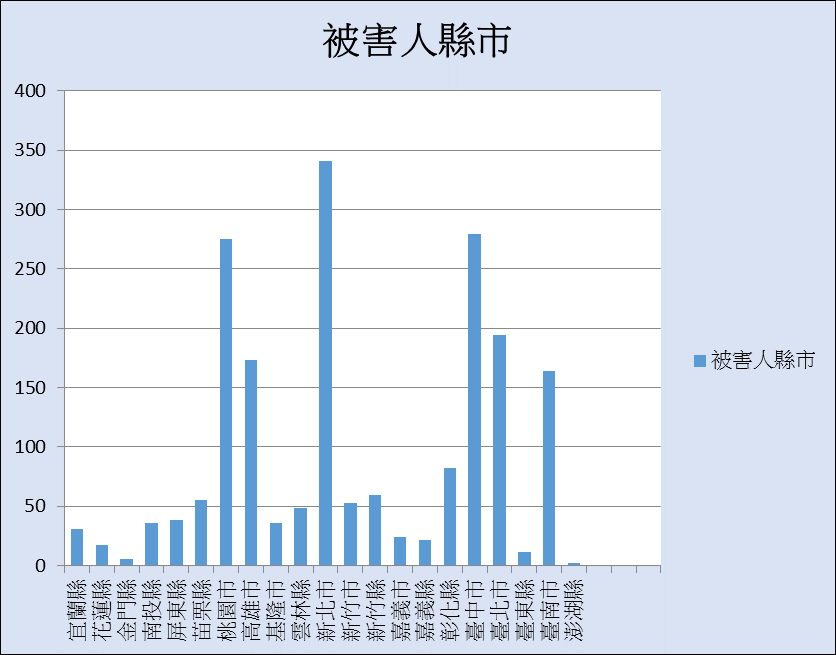 被害人縣市
400
350
300
250
200
150
100
50
0
宜蘭縣
花蓮縣
金門縣
南投縣
屏東縣
苗栗縣
桃園市
高雄市
基隆市
雲林縣
新北市
新竹市
新竹縣
嘉義市
嘉義縣
彰化縣
臺中市
臺北市
臺東縣
臺南市
澎湖縣
被害人縣市